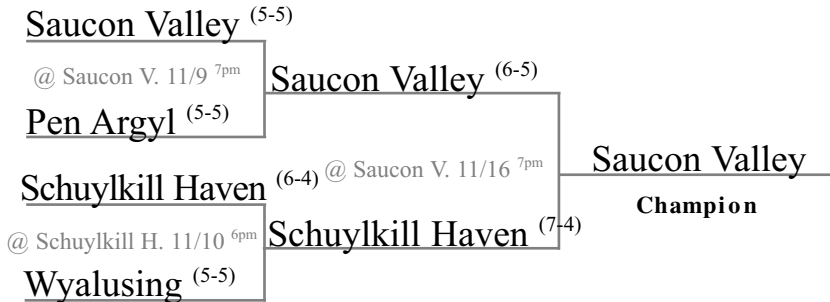 Saucon Valley (5-5)
@ Saucon V. 11/9 7pm
Saucon Valley (6-5)
Pen Argyl (5-5)
Saucon Valley
Schuylkill Haven (6-4)
@ Saucon V. 11/16 7pm
Champion
@ Schuylkill H. 11/10 6pm
Schuylkill Haven (7-4)
Wyalusing (5-5)